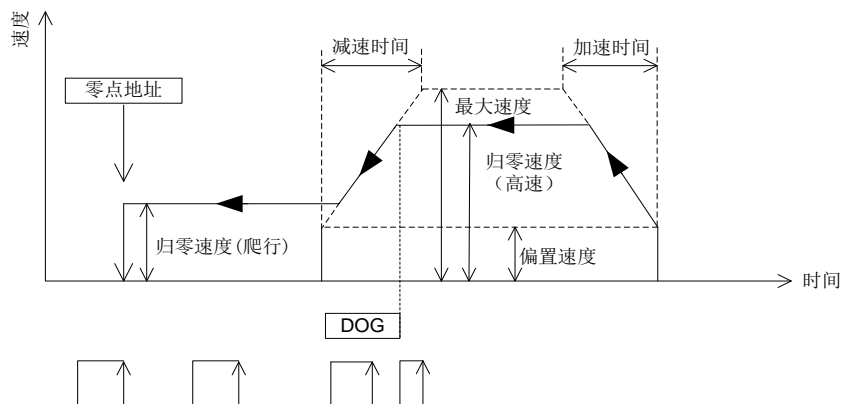 速度
减速时间
加速时间
零点地址
最大速度
归零速度
（高速）
归零速度(爬行)
偏置速度
时间
DOG